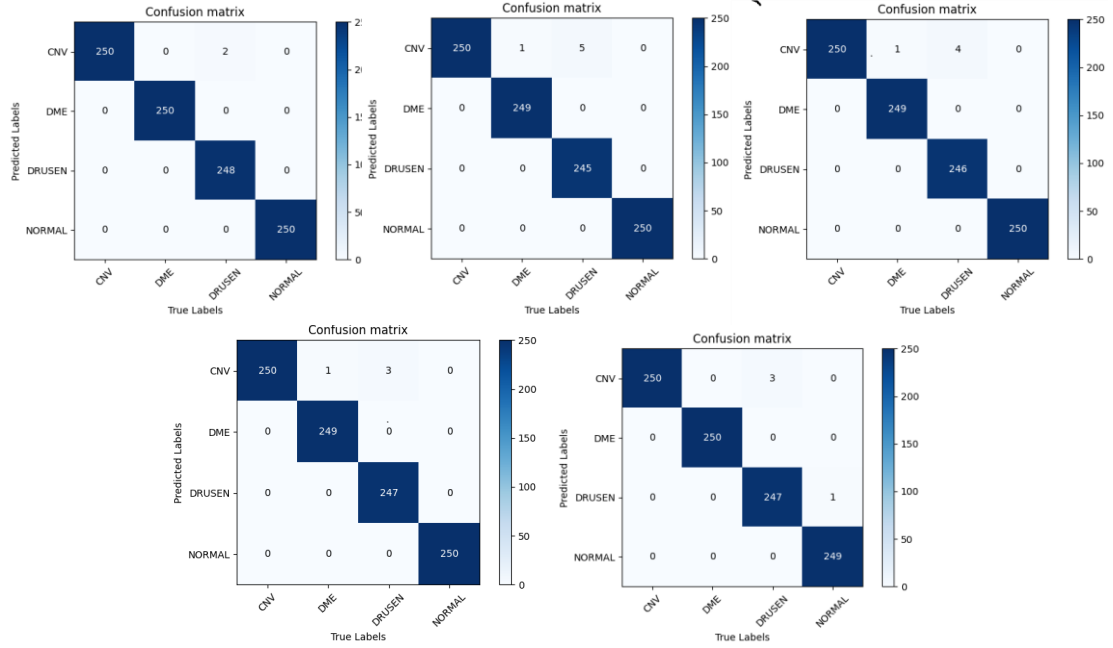 Confusion matrix
CNV 250 0 2 0
DME 0 250 0 0
DRUSEN 0 0 248 0
NORMAL 0 0 0 250
CNV DME DRUSEN NORMAL
True Labels
Predicted Labels
0
50
Confusion matrix
CNV 250 1 5 0
DME 0 249 0 0
DRUSEN 0 0 245 0
NORMAL 0 0 0 250
CNV DME DRUSEN NORMAL
True Labels
Predicted Labels
250
200
150
100
50
0
Confusion matrix
CNV 250 1 4 0
DME 0 249 0 0
DRUSEN 0 0 246 0
NORMAL 0 0 0 250
CNV DME DRUSEN NORMAL
True Labels
Predicted Labels
250
200
150
100
50
0
Confusion matrix
CNV 250 1 3 0
DME 0 249 0 0
DRUSEN 0 0 247 0
NORMAL 0 0 0 250
CNV DME DRUSEN NORMAL
True Labels
Predicted Labels
250
200
150
100
50
0
Confusion matrix
CNV 250 0 3 0
DME 0 250 0 0
DRUSEN 0 0 247 1
NORMAL 0 0 0 249
CNV DME DRUSEN NORMAL
True Labels
Predicted Labels
250
200
150
100
50
0